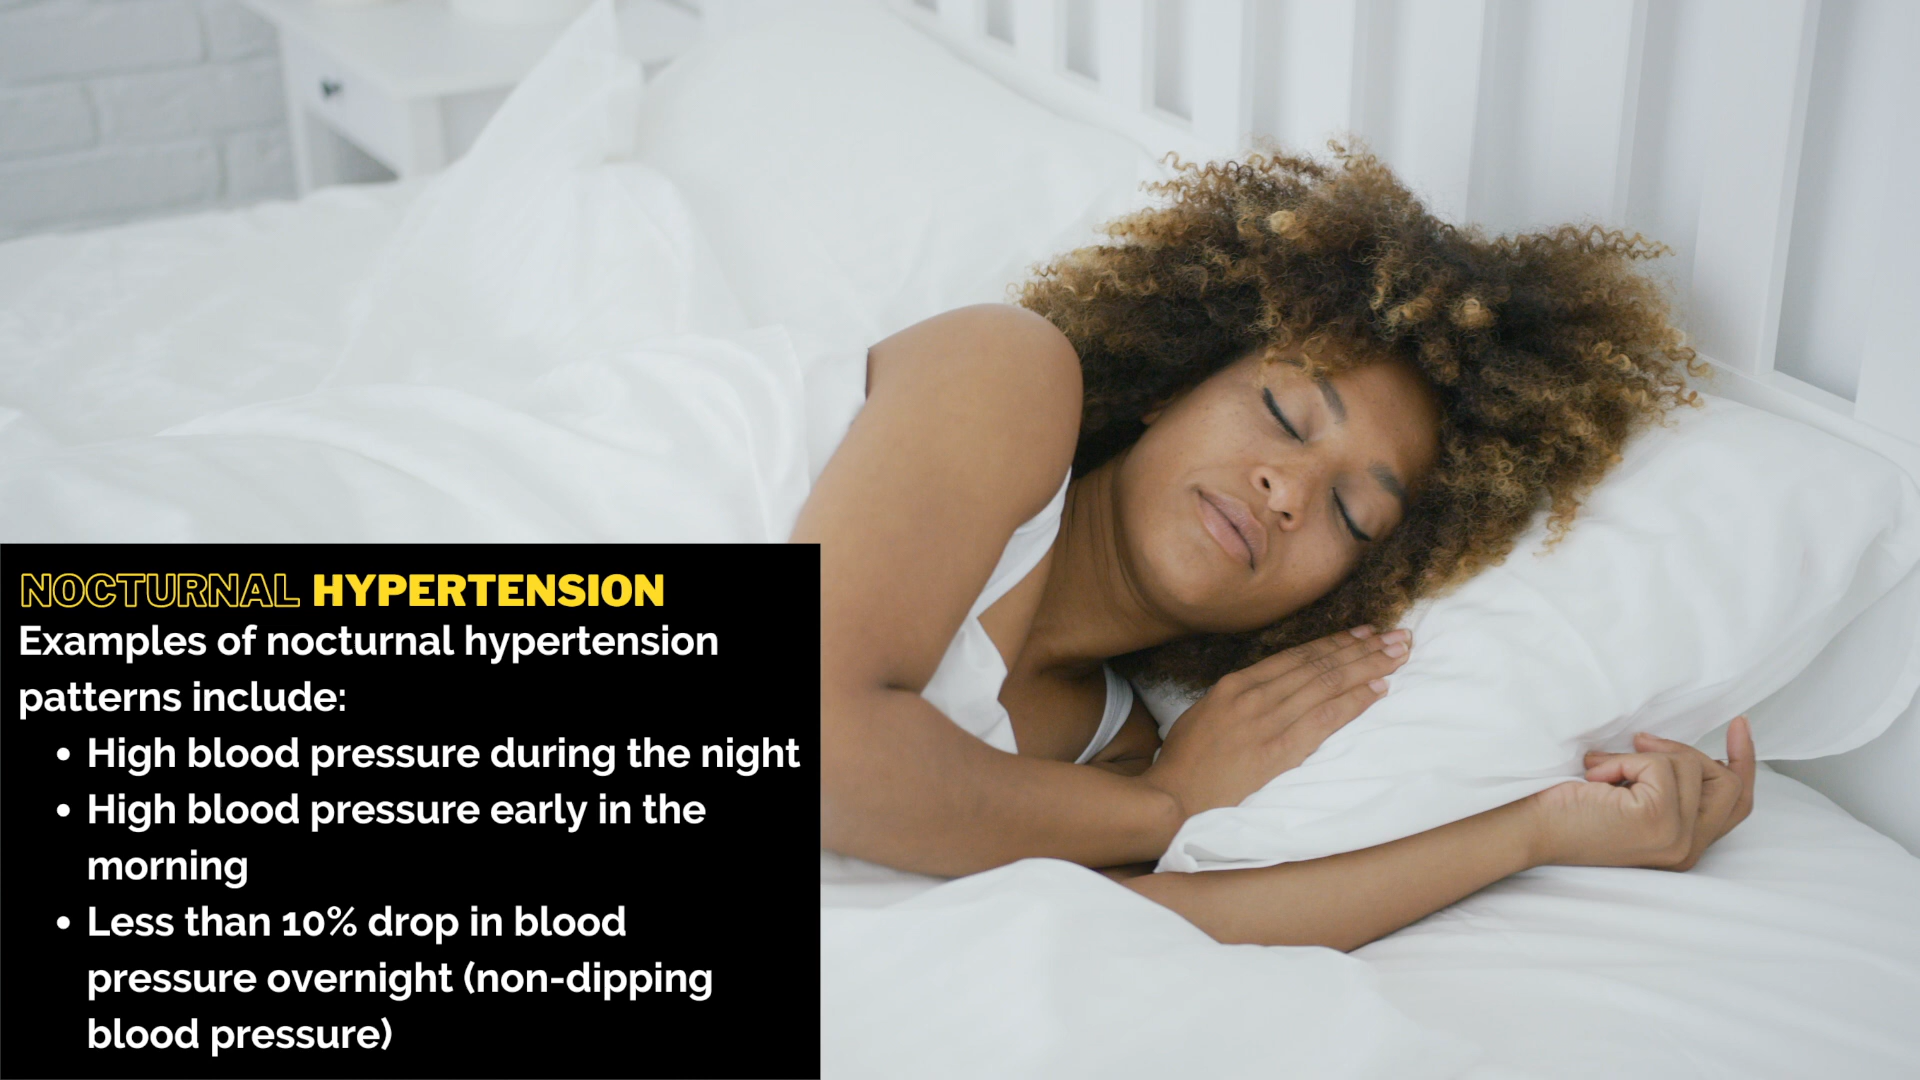 NOCTURNAL HYPERTENSION
Examples of nocturnal hypertension
patterns include:
• High blood pressure during the night
• High blood pressure early in the
morning
• Less than 10% drop in blood
pressure overnight (non-dipping
blood pressure)